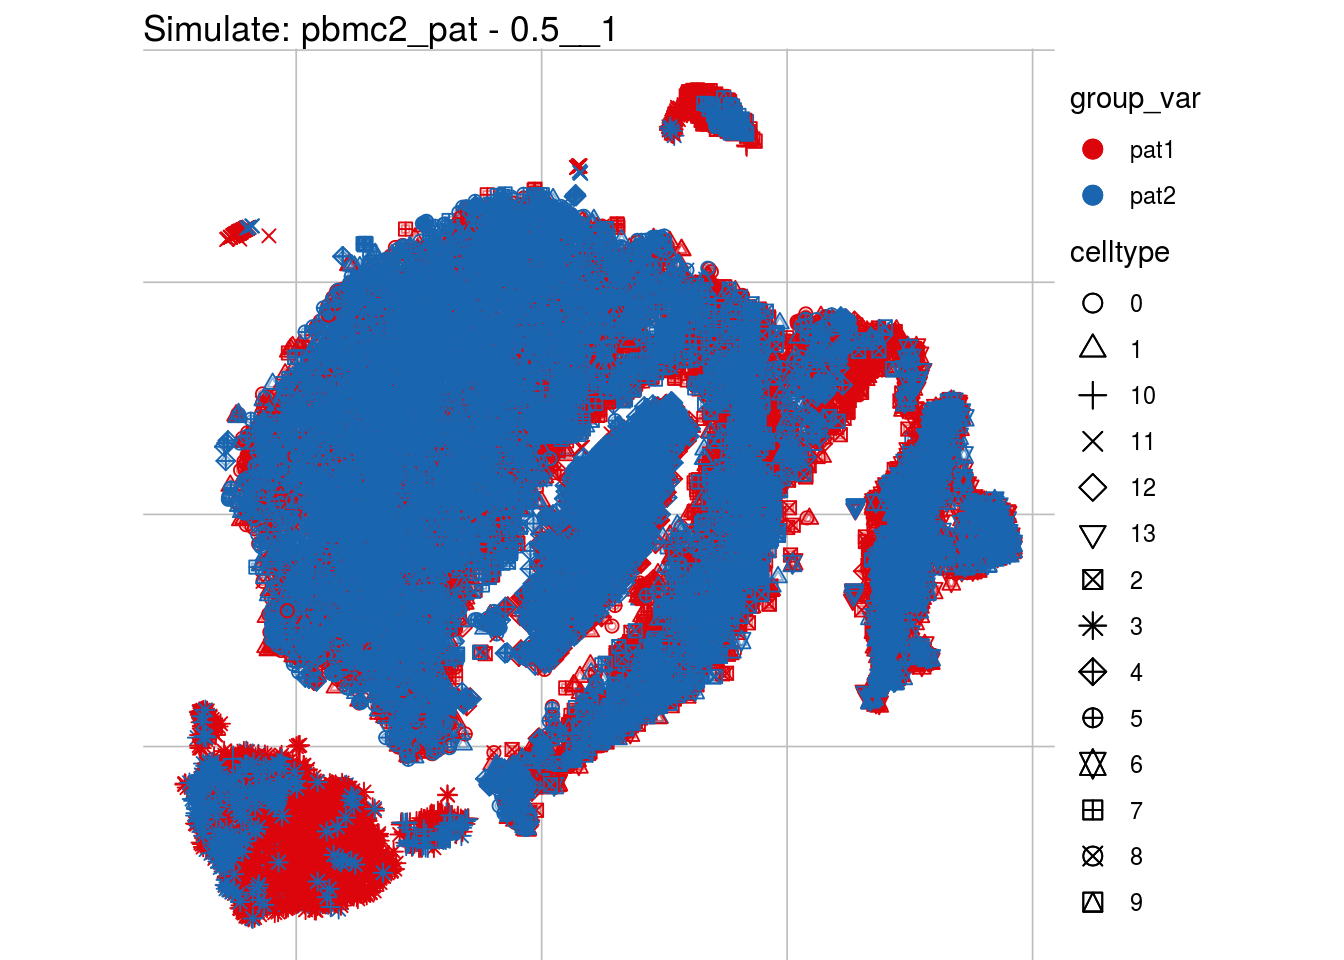 Simulate: pbmc2_pat - 0.5__1
group_var
pat1
pat2
celltype
0
1
10
11
12
13
2
3
4
5
6
7
8
9